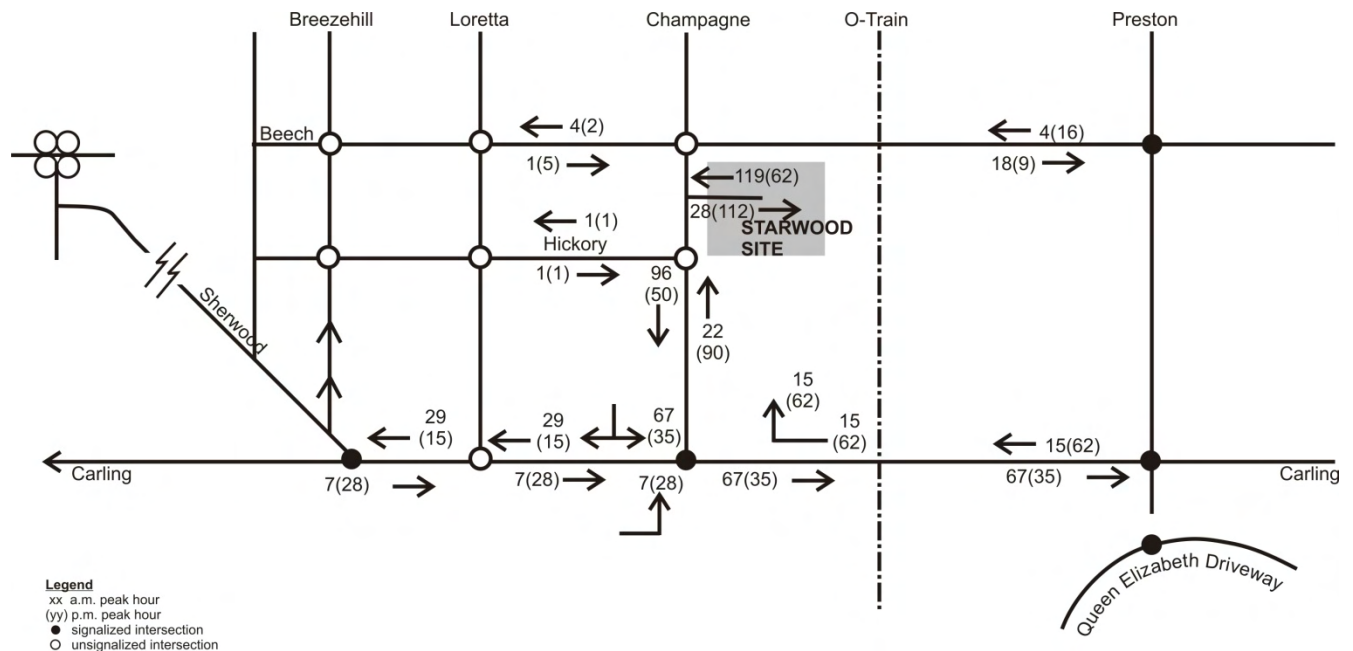 Breezehill
Loretta
Champagne
O-Train
Preston
Beech
4(2)
4(16)
1(5)
18(9)
119(62)
28(112)
STARWOOD
SITE
1(1)
Hickory
1(1)
96
(50)
22
(90)
Sherwood
15
(62)
29
(15)
29
(15)
67
(35)
15
(62)
15(62)
Carling
7(28)
7(28)
7(28)
67(35)
67(35)
Carling
Queen Elizabeth Driveway
Legend
xx a.m. peak hour
(yy) p.m. peak hour
signalized intersection
unsignalized intersection